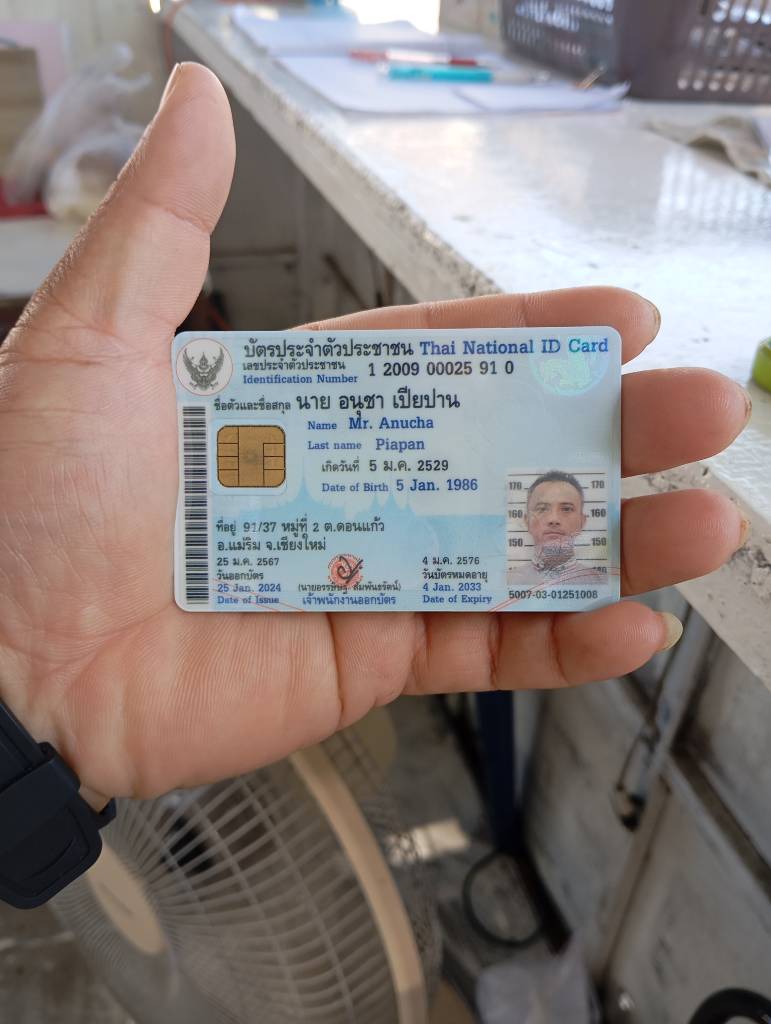 บัตรประจำตัวประชาชน Thai National ID Card
เลขประจำตัวประชาชน
Identification Number 1 2009 00025 91 0
ชื่อตัวและชื่อสกุล นาย อนุชา เปียปาน
Name Mr. Anucha
Last name Piapan
เกิดวันที่ 5 ม.ค. 2529
Date of Birth 5 Jan. 1986
ที่อยู่ 91/37 หมู่ที่ 2 ต.ดอนแก้ว
อ.แม่ริม จ.เชียงใหม่
25 ม.ค. 2567
วันออกบัตร
25 Jan. 2024
Date of Issue
(นายอรรษิษฐ์ สัมพันธรัตน์)
เจ้าพนักงานออกบัตร
4 ม.ค. 2576
วันบัตรหมดอายุ
4 Jan. 2033
Date of Expiry
170 170
160 160
150 150
5007-03-01251008